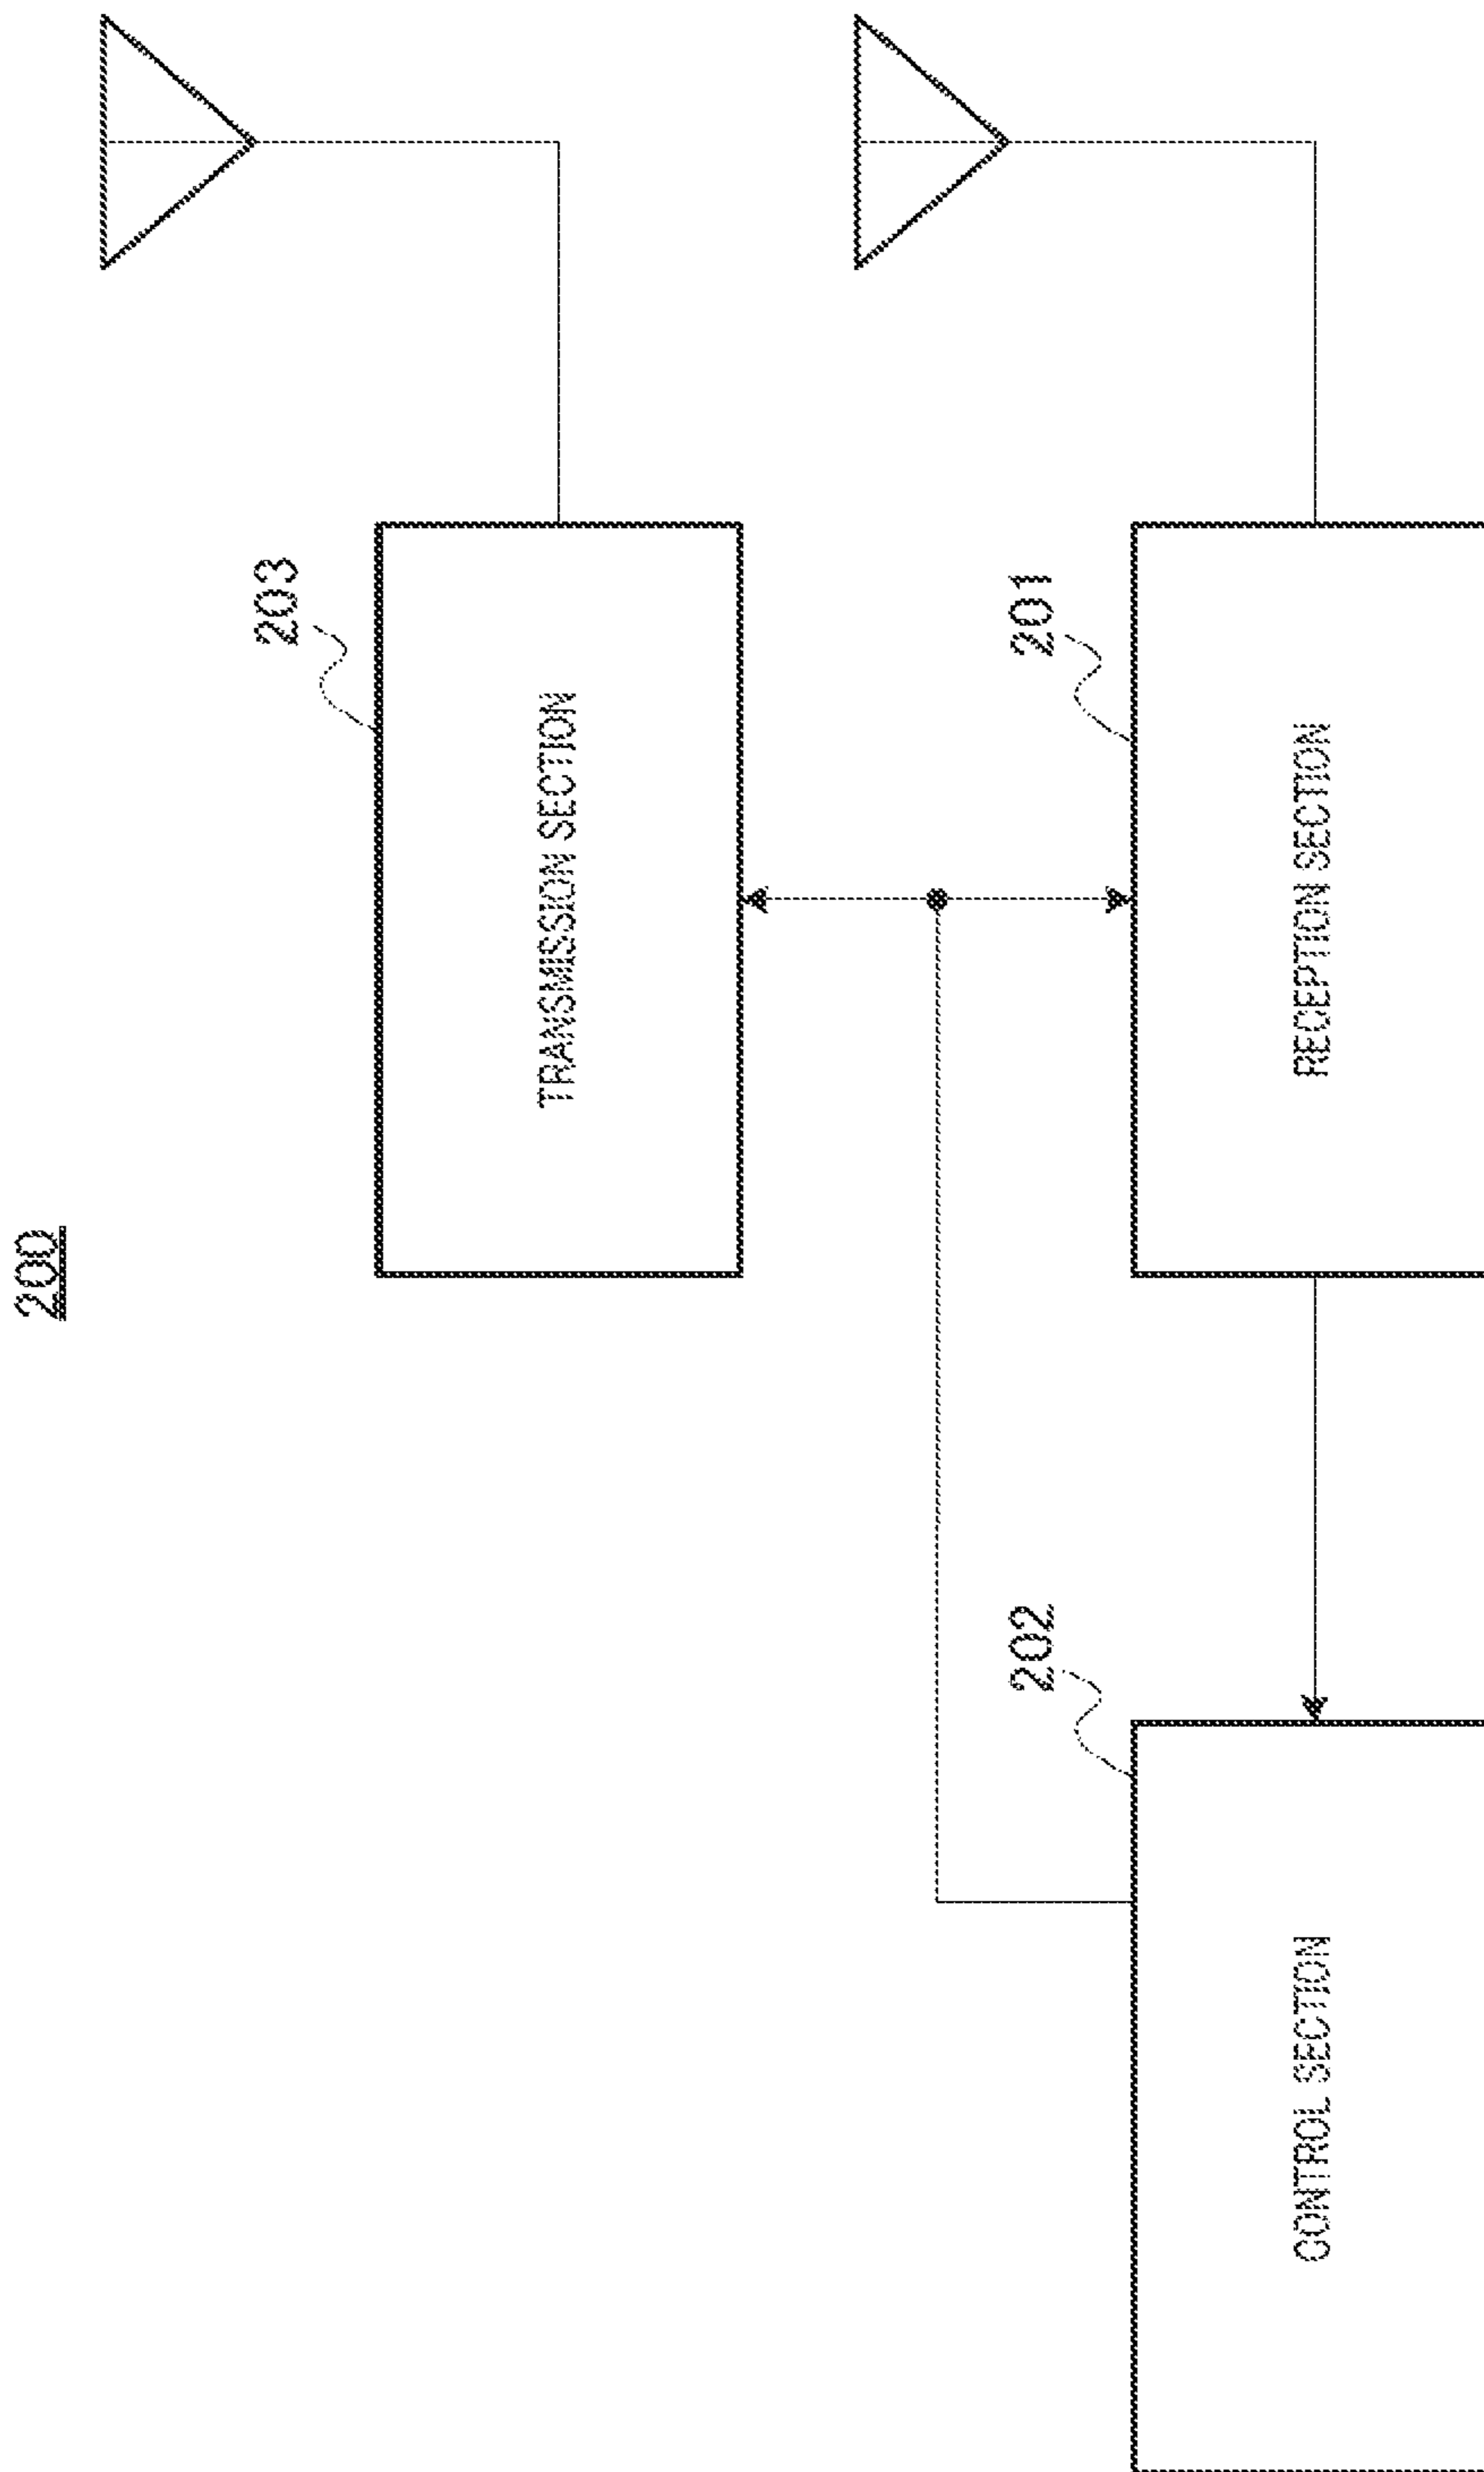 200
203
TRANSMISSION SECTION
202
201
CONTROL SECTION
RECEPTION SECTION